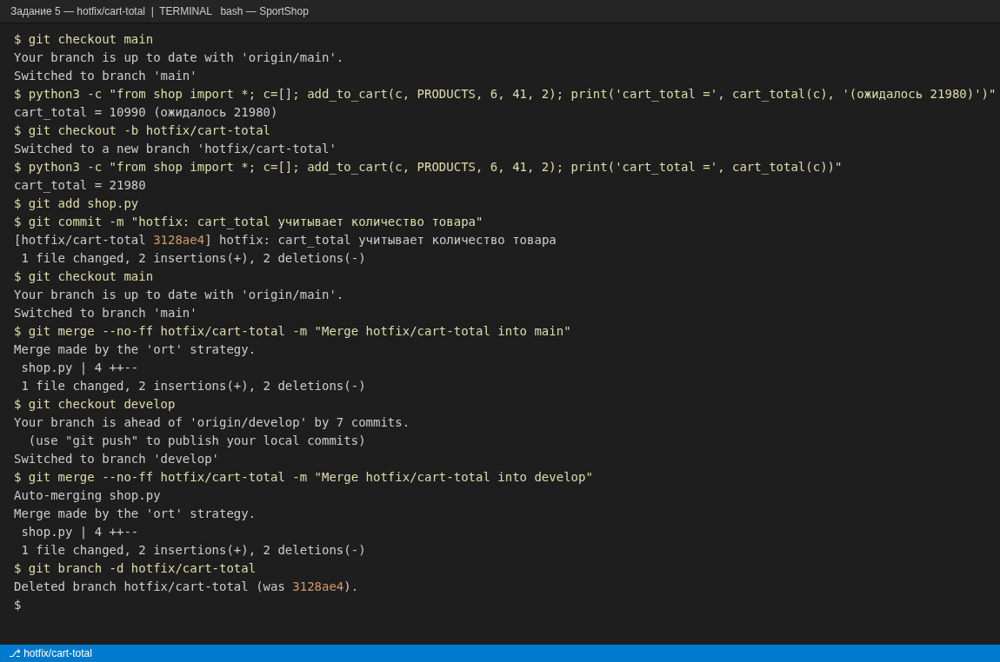 Задание 5 — hotfix/cart-total | TERMINAL bash — SportShop
$ git checkout main
Your branch is up to date with 'origin/main'.
Switched to branch 'main'
$ python3 -c "from shop import *; c=[]; add_to_cart(c, PRODUCTS, 6, 41, 2); print('cart_total =', cart_total(c), '(ожидалось 21980)')"
cart_total = 10990 (ожидалось 21980)
$ git checkout -b hotfix/cart-total
Switched to a new branch 'hotfix/cart-total'
$ python3 -c "from shop import *; c=[]; add_to_cart(c, PRODUCTS, 6, 41, 2); print('cart_total =', cart_total(c))"
cart_total = 21980
$ git add shop.py
$ git commit -m "hotfix: cart_total учитывает количество товара"
[hotfix/cart-total 3128ae4] hotfix: cart_total учитывает количество товара
 1 file changed, 2 insertions(+), 2 deletions(-)
$ git checkout main
Your branch is up to date with 'origin/main'.
Switched to branch 'main'
$ git merge --no-ff hotfix/cart-total -m "Merge hotfix/cart-total into main"
Merge made by the 'ort' strategy.
 shop.py | 4 ++--
 1 file changed, 2 insertions(+), 2 deletions(-)
$ git checkout develop
Your branch is ahead of 'origin/develop' by 7 commits.
  (use "git push" to publish your local commits)
Switched to branch 'develop'
$ git merge --no-ff hotfix/cart-total -m "Merge hotfix/cart-total into develop"
Auto-merging shop.py
Merge made by the 'ort' strategy.
 shop.py | 4 ++--
 1 file changed, 2 insertions(+), 2 deletions(-)
$ git branch -d hotfix/cart-total
Deleted branch hotfix/cart-total (was 3128ae4).
$
⎇ hotfix/cart-total